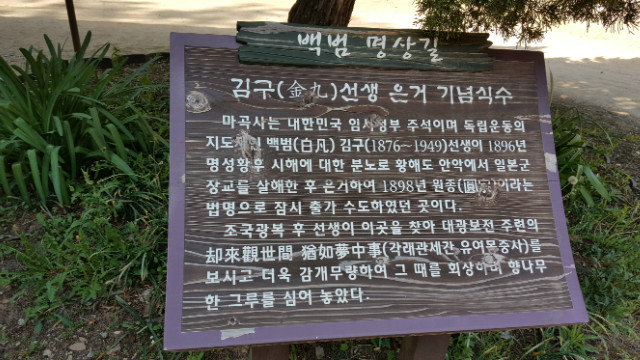 백범 명상길
김구(金九)선생 은거 기념식수
마곡사는 대한민국 임시정부 주석이며 독립운동의
지도자인 백범(白凡) 김구(1876~1949)선생이 1896년
명성황후 시해에 대한 분노로 황해도 안악에서 일본군
장교를 살해한 후 은거하여 1898년 원종(圓宗)이라는
법명으로 잠시 출가 수도하였던 곳이다.
조국광복 후 선생이 이곳을 찾아 대광보전 주련의
却來觀世間 猶如夢中事(각래관세간 유여몽중사)를
보시고 더욱 감개무량하여 그 때를 회상하며 향나무
한 그루를 심어 놓았다.